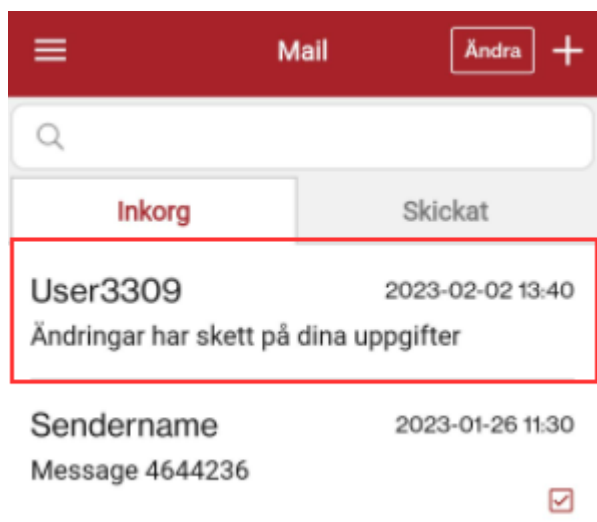 Mail
Ändra
Inkorg
Skickat
User3309
2023-02-02 13:40
Ändringar har skett på dina uppgifter
Sendername
2023-01-26 11:30
Message 4644236